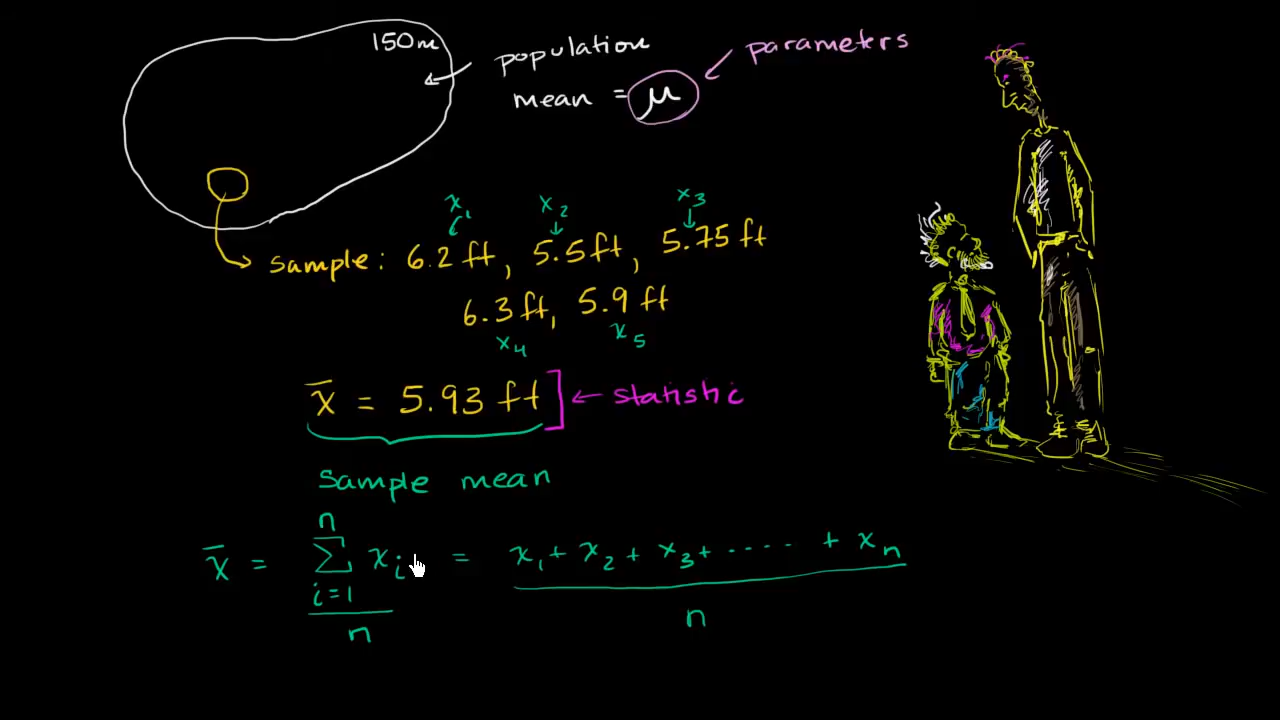 150m
population
mean = μ
parameters
x₁ x₂ x₃
sample: 6.2 ft, 5.5 ft, 5.75 ft
6.3 ft, 5.9 ft
x₄ x₅
x̄ = 5.93 ft ← statistic
sample mean
x̄ = ∑ᵢ₌₁ⁿ xᵢ / n = x₁ + x₂ + x₃ + ····· + xₙ / n